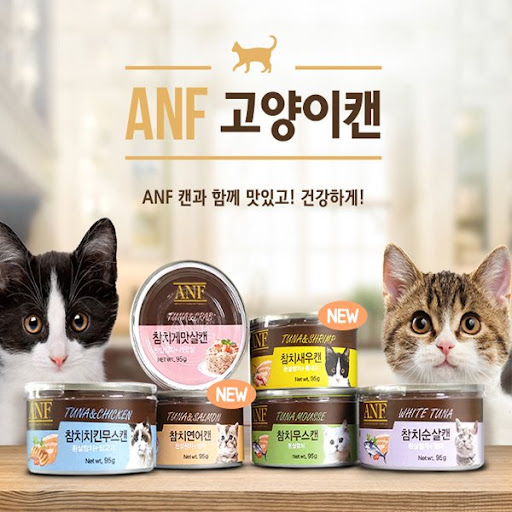 ANF 고양이캔
ANF 캔과 함께 맛있고! 건강하게!
ANF
TUNA&CRAB
참치게맛살캔
Net wt, 95g
NEW
TUNA&SHRIMP
참치새우캔
Net wt, 95g
NEW
ANF
TUNA&CHICKEN
참치치킨무스캔
Net wt, 95g
TUNA&SALMON
참치연어캔
Net wt, 95g
TUNA MOUSSE
참치무스캔
Net wt, 95g
ANF
WHITE TUNA
참치순살캔
Net wt, 95g